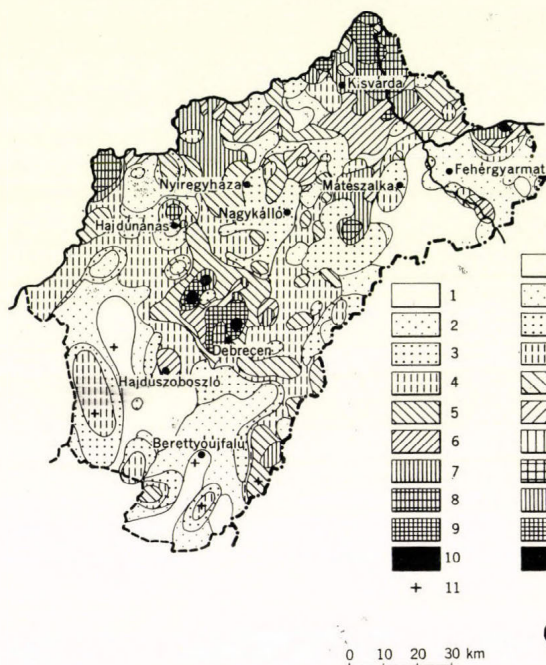 Kisvárda
Fehérgyarmat
Nyíregyháza
Mátészalka
Nagykálló
Hajdúnánás
Debrecen
Hajdúszoboszló
Berettyóújfalu
1
2
3
4
5
6
7
8
9
10
+ 11
0 10 20 30 km